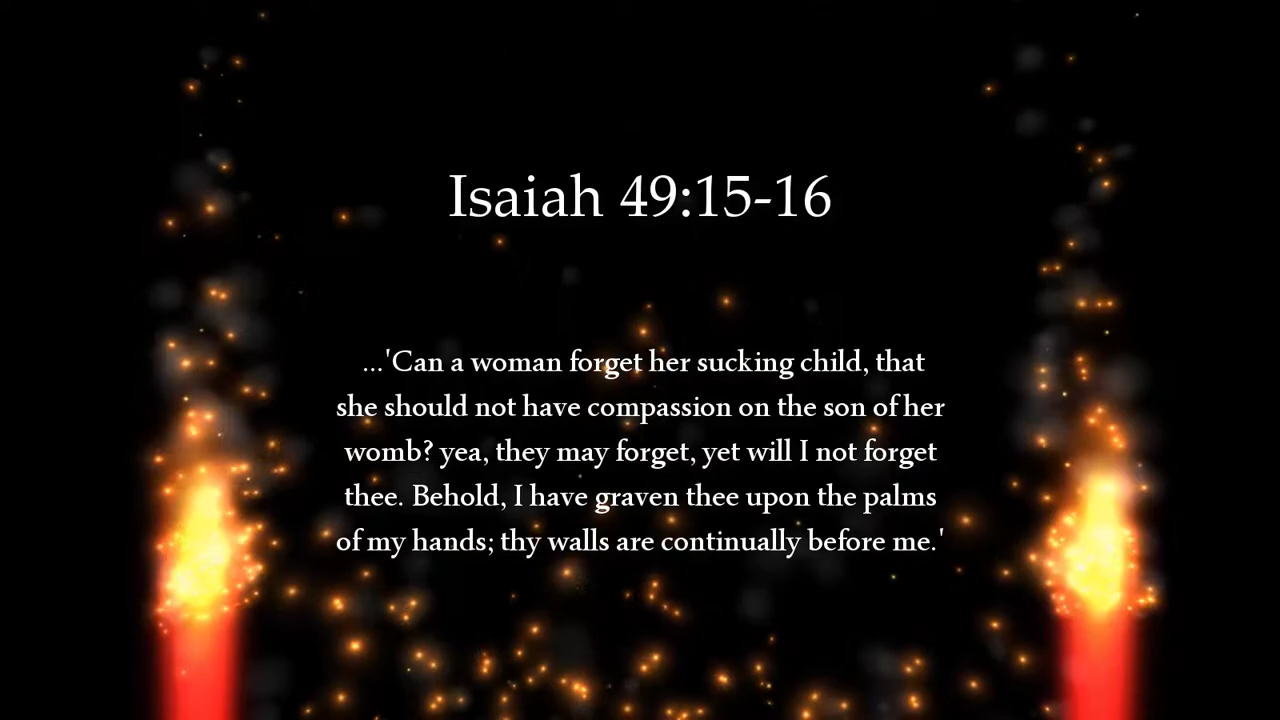 Isaiah 49:15-16
...'Can a woman forget her sucking child, that
she should not have compassion on the son of her
womb? yea, they may forget, yet will I not forget
thee. Behold, I have graven thee upon the palms
of my hands; thy walls are continually before me.'